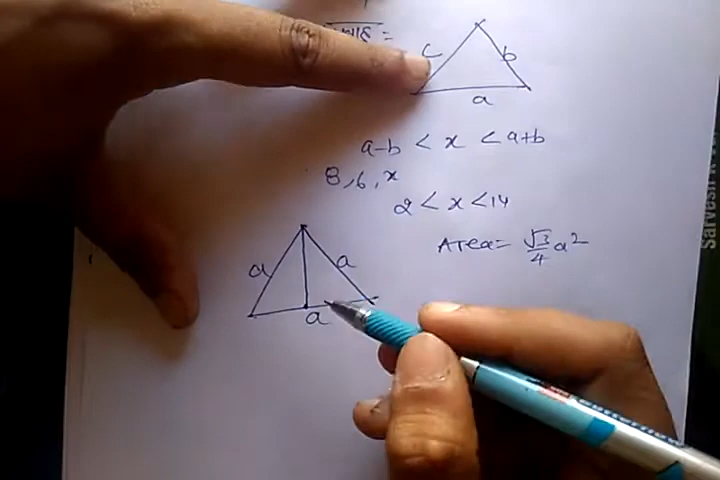 c
b
a
a-b < x < a+b
8,6,x
2 < x < 14
Area = √3/4 a²
a
a
a